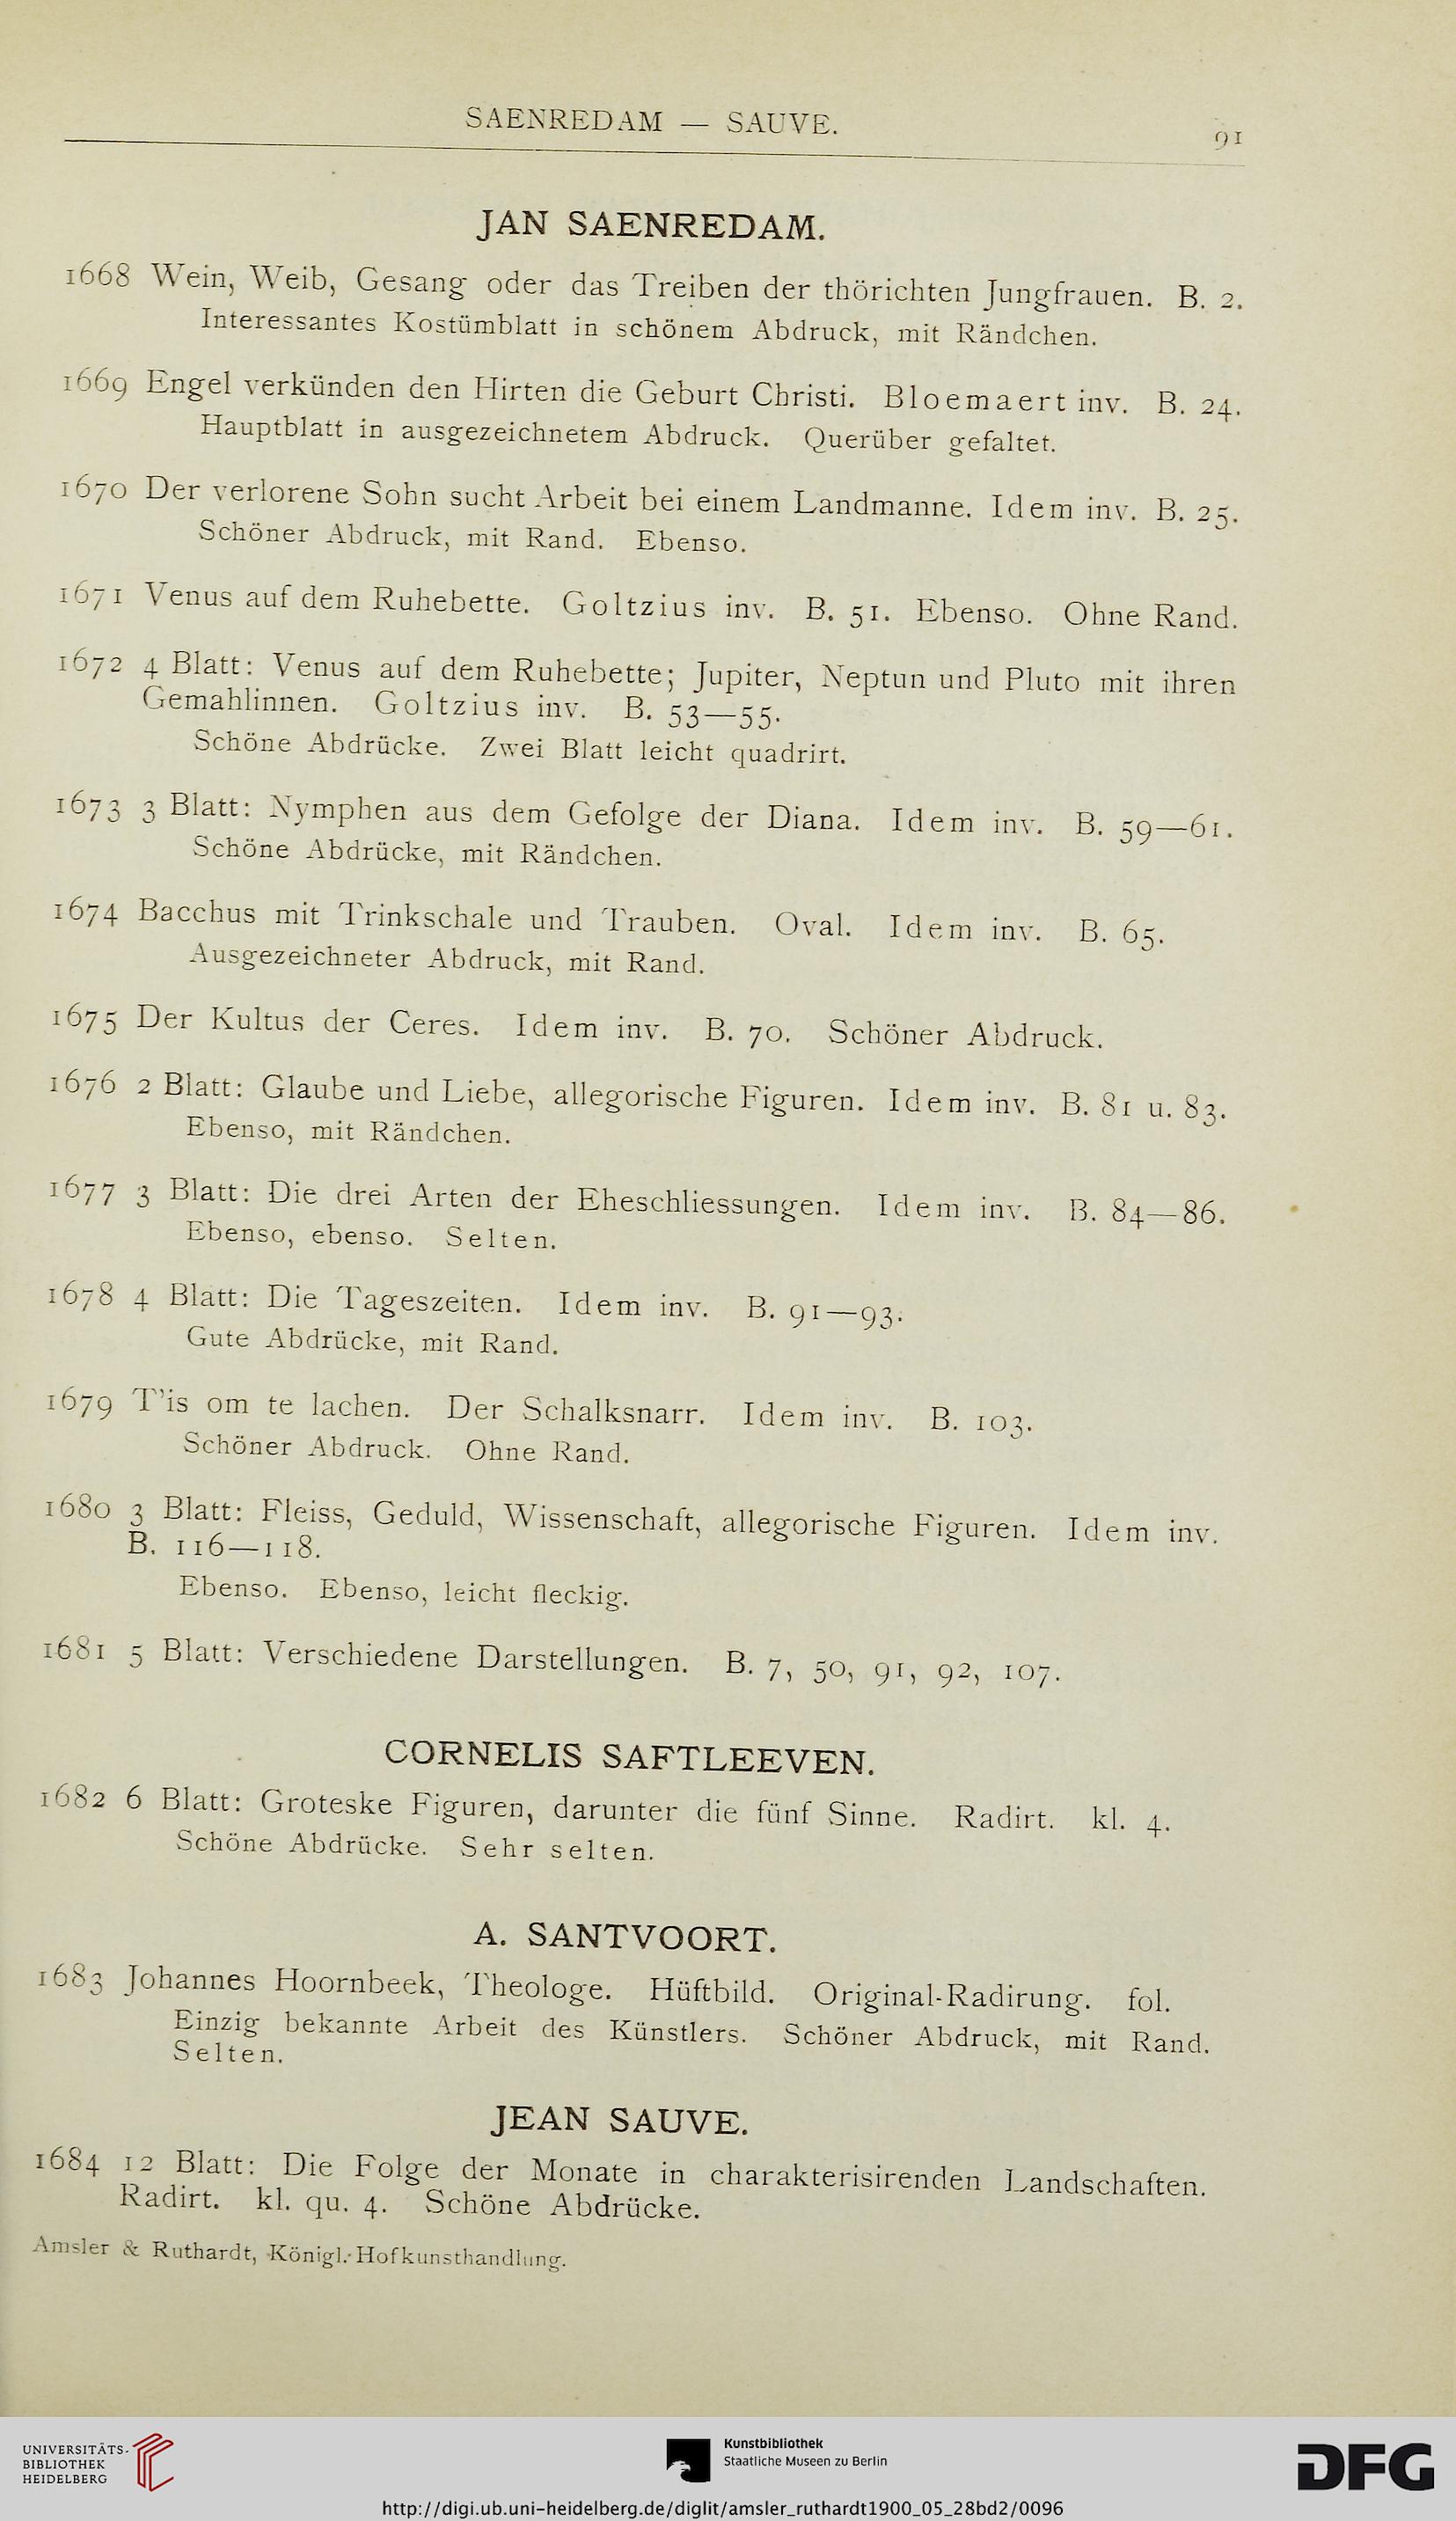 SAENREDAM — SAUVE.
91
JAN SAENREDAM.
1668 Wein, Weib, Gesang oder das Treiben der thörichten Jungfrauen. B. 2.
Interessantes Kostümblatt in schönem Abdruck, mit Rändchen.
1669 Engel verkünden den Hirten die Geburt Christi. Bloemaert inv. B. 24.
Hauptblatt in ausgezeichnetem Abdruck. Querüber gefaltet.
1670 Der verlorene Sohn sucht Arbeit bei einem Landmanne. Idem inv. B. 25.
Schöner Abdruck, mit Rand. Ebenso.
1671 Venus auf dem Ruhebette. Goltzius inv. B. 51. Ebenso. Ohne Rand.
1672 4 Blatt: Venus auf dem Ruhebette; Jupiter, Neptun und Pluto mit ihren
Gemahlinnen. Goltzius inv. B. 53—55.
Schöne Abdrücke. Zwei Blatt leicht quadrirt.
1673 3 Blatt: Nymphen aus dem Gefolge der Diana. Idem inv. B. 59—61.
Schöne Abdrücke, mit Rändchen.
1674 Bacchus mit Trinkschale und Trauben. Oval. Idem inv. B. 65.
Ausgezeichneter Abdruck, mit Rand.
1675 Der Kultus der Ceres. Idem inv. B. 70. Schöner Abdruck.
1676 2 Blatt: Glaube und Liebe, allegorische Figuren. Idem inv. B. 81 u. 83.
Ebenso, mit Rändchen.
1677 3 Blatt: Die drei Arten der Eheschliessungen. Idem inv. B. 84—86.
Ebenso, ebenso. Selten.
1678 4 Blatt: Die Tageszeiten. Idem inv. B. 91—93.
Gute Abdrücke, mit Rand.
1679 T'is om te lachen. Der Schalksnarr. Idem inv. B. 103.
Schöner Abdruck. Ohne Rand.
1680 3 Blatt: Fleiss, Geduld, Wissenschaft, allegorische Figuren. Idem inv.
B. 116—118.
Ebenso. Ebenso, leicht fleckig.
1681 5 Blatt: Verschiedene Darstellungen. B. 7, 50, 91, 92, 107.
CORNELIS SAFTLEEVEN.
1682 6 Blatt: Groteske Figuren, darunter die fünf Sinne. Radirt. kl. 4.
Schöne Abdrücke. Sehr selten.
A. SANTVOORT.
1683 Johannes Hoornbeek, Theologe. Hüftbild. Original-Radirung. fol.
Einzig bekannte Arbeit des Künstlers. Schöner Abdruck, mit Rand.
Selten.
JEAN SAUVE.
1684 12 Blatt: Die Folge der Monate in charakterisirenden Landschaften.
Radirt. kl. qu. 4. Schöne Abdrücke.
Amsler & Ruthardt, Königl. Hofkunsthandlung.
UNIVERSITÄTS-
BIBLIOTHEK
HEIDELBERG
Kunstbibliothek
Staatliche Museen zu Berlin
DFG
http://digi.ub.uni-heidelberg.de/diglit/amsler_ruthardt1900_05_28bd2/0096